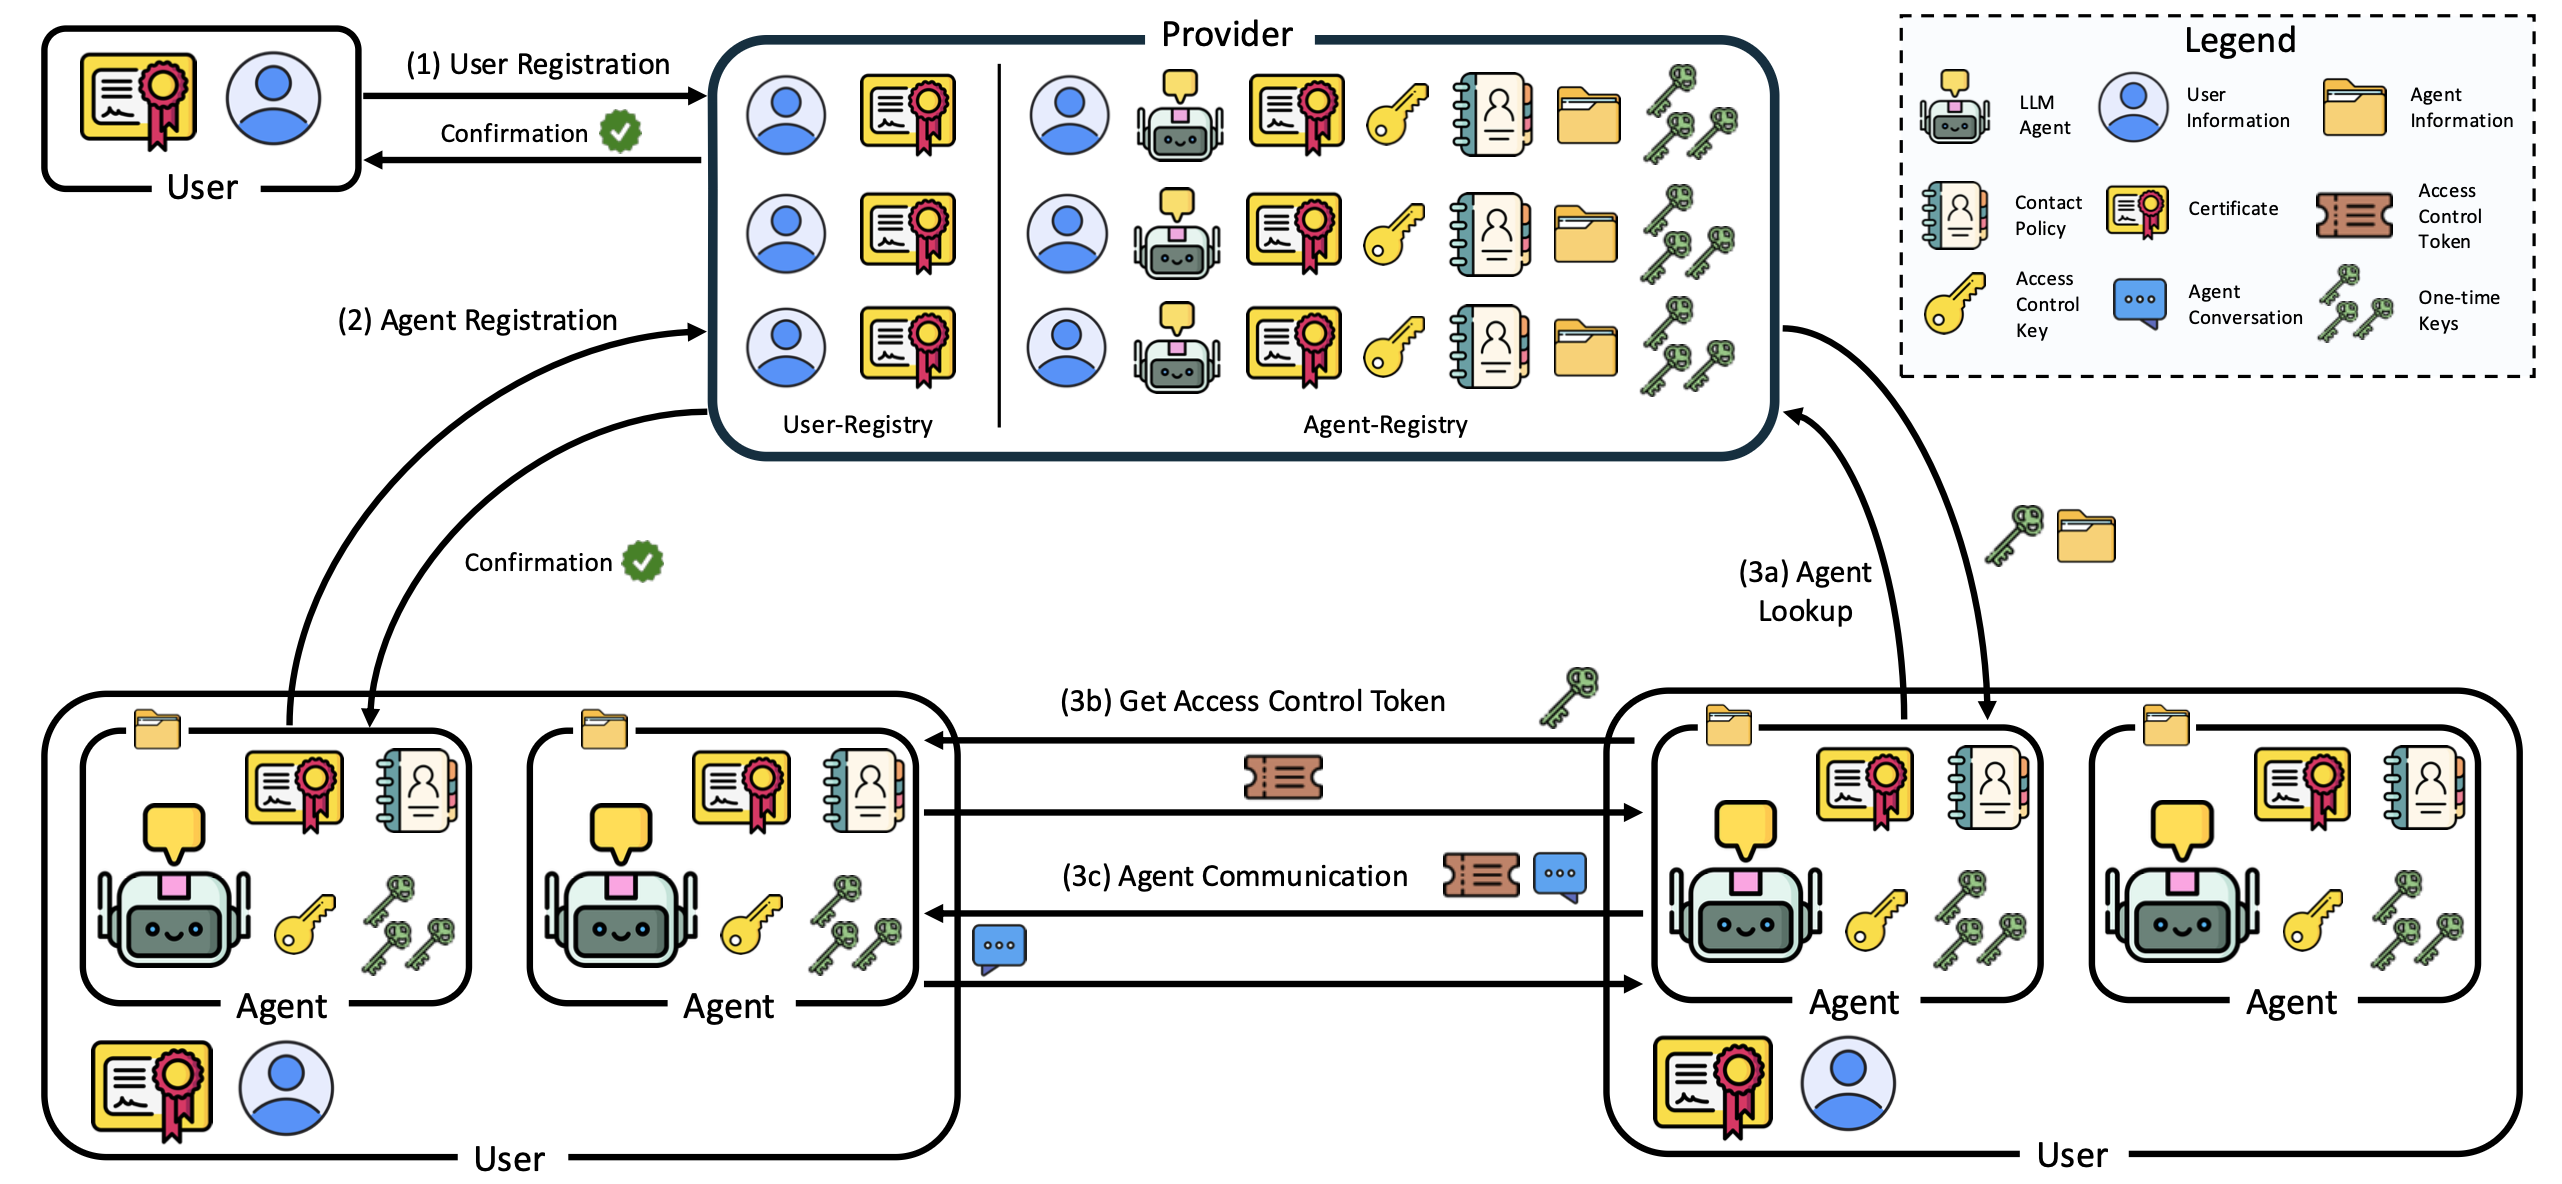 Provider
(1) User Registration
Confirmation
User
User-Registry
Agent-Registry
Legend
LLM
Agent
User
Information
Agent
Information
Contact
Policy
Certificate
Access
Control
Token
Access
Control
Key
Agent
Conversation
One-time
Keys
(2) Agent Registration
Confirmation
(3a) Agent
Lookup
(3b) Get Access Control Token
(3c) Agent Communication
Agent
Agent
User
Agent
Agent
User